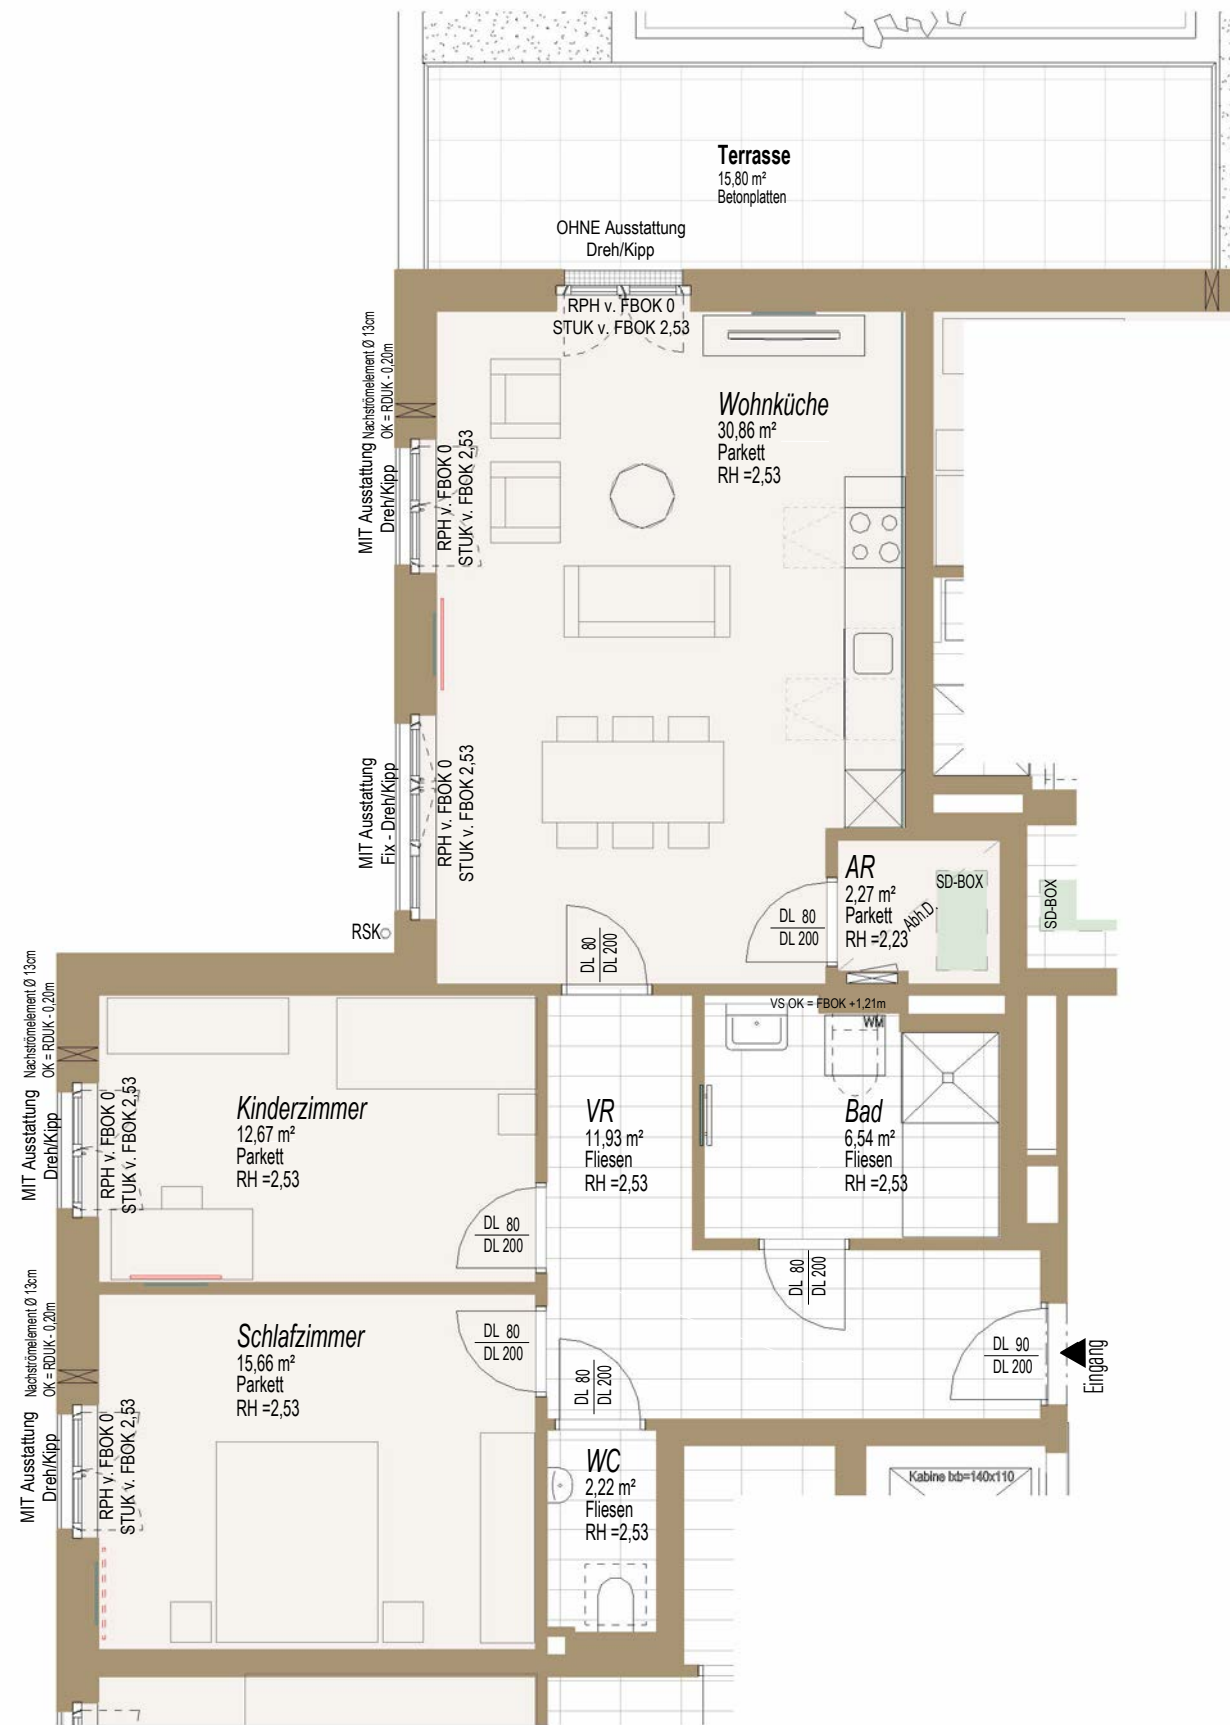 Terrasse
15,80 m²
Betonplatten
OHNE Ausstattung
Dreh/Kipp
RPH v. FBOK 0
STUK v. FBOK 2,53
Nachströmelement Ø 13cm
OK = RDUK - 0,20m
MIT Ausstattung
Dreh/Kipp
RPH v. FBOK 0
STUK v. FBOK 2,53
Wohnküche
30,86 m²
Parkett
RH =2,53
MIT Ausstattung
Fix - Dreh/Kipp
RPH v. FBOK 0
STUK v. FBOK 2,53
RSK
DL 80
DL 200
DL 80
DL 200
AR
2,27 m²
Parkett
RH =2,23
Abh.D.
SD-BOX
SD-BOX
VS OK = FBOK +1,21m
WM
Nachströmelement Ø 13cm
OK = RDUK - 0,20m
MIT Ausstattung
Dreh/Kipp
RPH v. FBOK 0
STUK v. FBOK 2,53
Kinderzimmer
12,67 m²
Parkett
RH =2,53
DL 80
DL 200
VR
11,93 m²
Fliesen
RH =2,53
Bad
6,54 m²
Fliesen
RH =2,53
DL 80
DL 200
Nachströmelement Ø 13cm
OK = RDUK - 0,20m
MIT Ausstattung
Dreh/Kipp
RPH v. FBOK 0
STUK v. FBOK 2,53
Schlafzimmer
15,66 m²
Parkett
RH =2,53
DL 80
DL 200
DL 80
DL 200
DL 90
DL 200
Eingang
WC
2,22 m²
Fliesen
RH =2,53
Kabine lxb=140x110